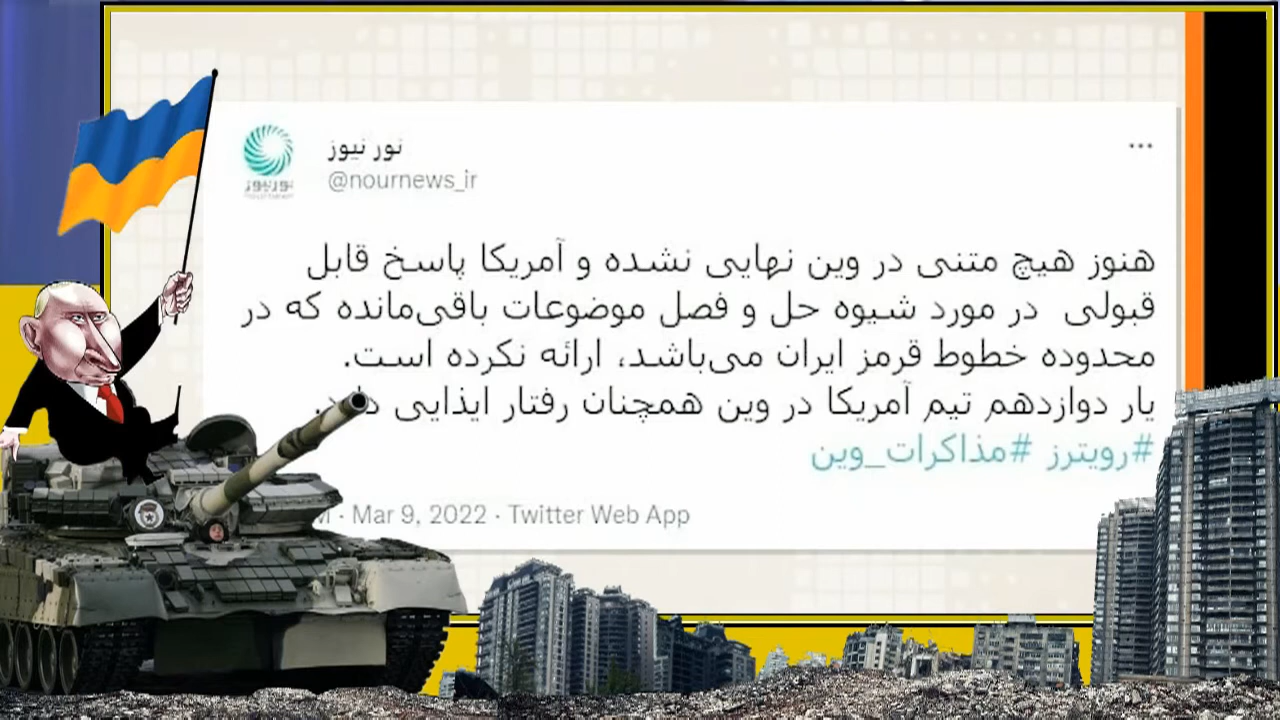 نور نیوز
@nournews_ir
نورنیوز
هنوز هیچ متنی در وین نهایی نشده و آمریکا پاسخ قابل
قبولی در مورد شیوه حل و فصل موضوعات باقی‌مانده که در
محدوده خطوط قرمز ایران می‌باشد، ارائه نکرده است.
یار دوازدهم تیم آمریکا در وین همچنان رفتار ایذایی
#رویترز #مذاکرات_وین
· Mar 9, 2022 · Twitter Web App